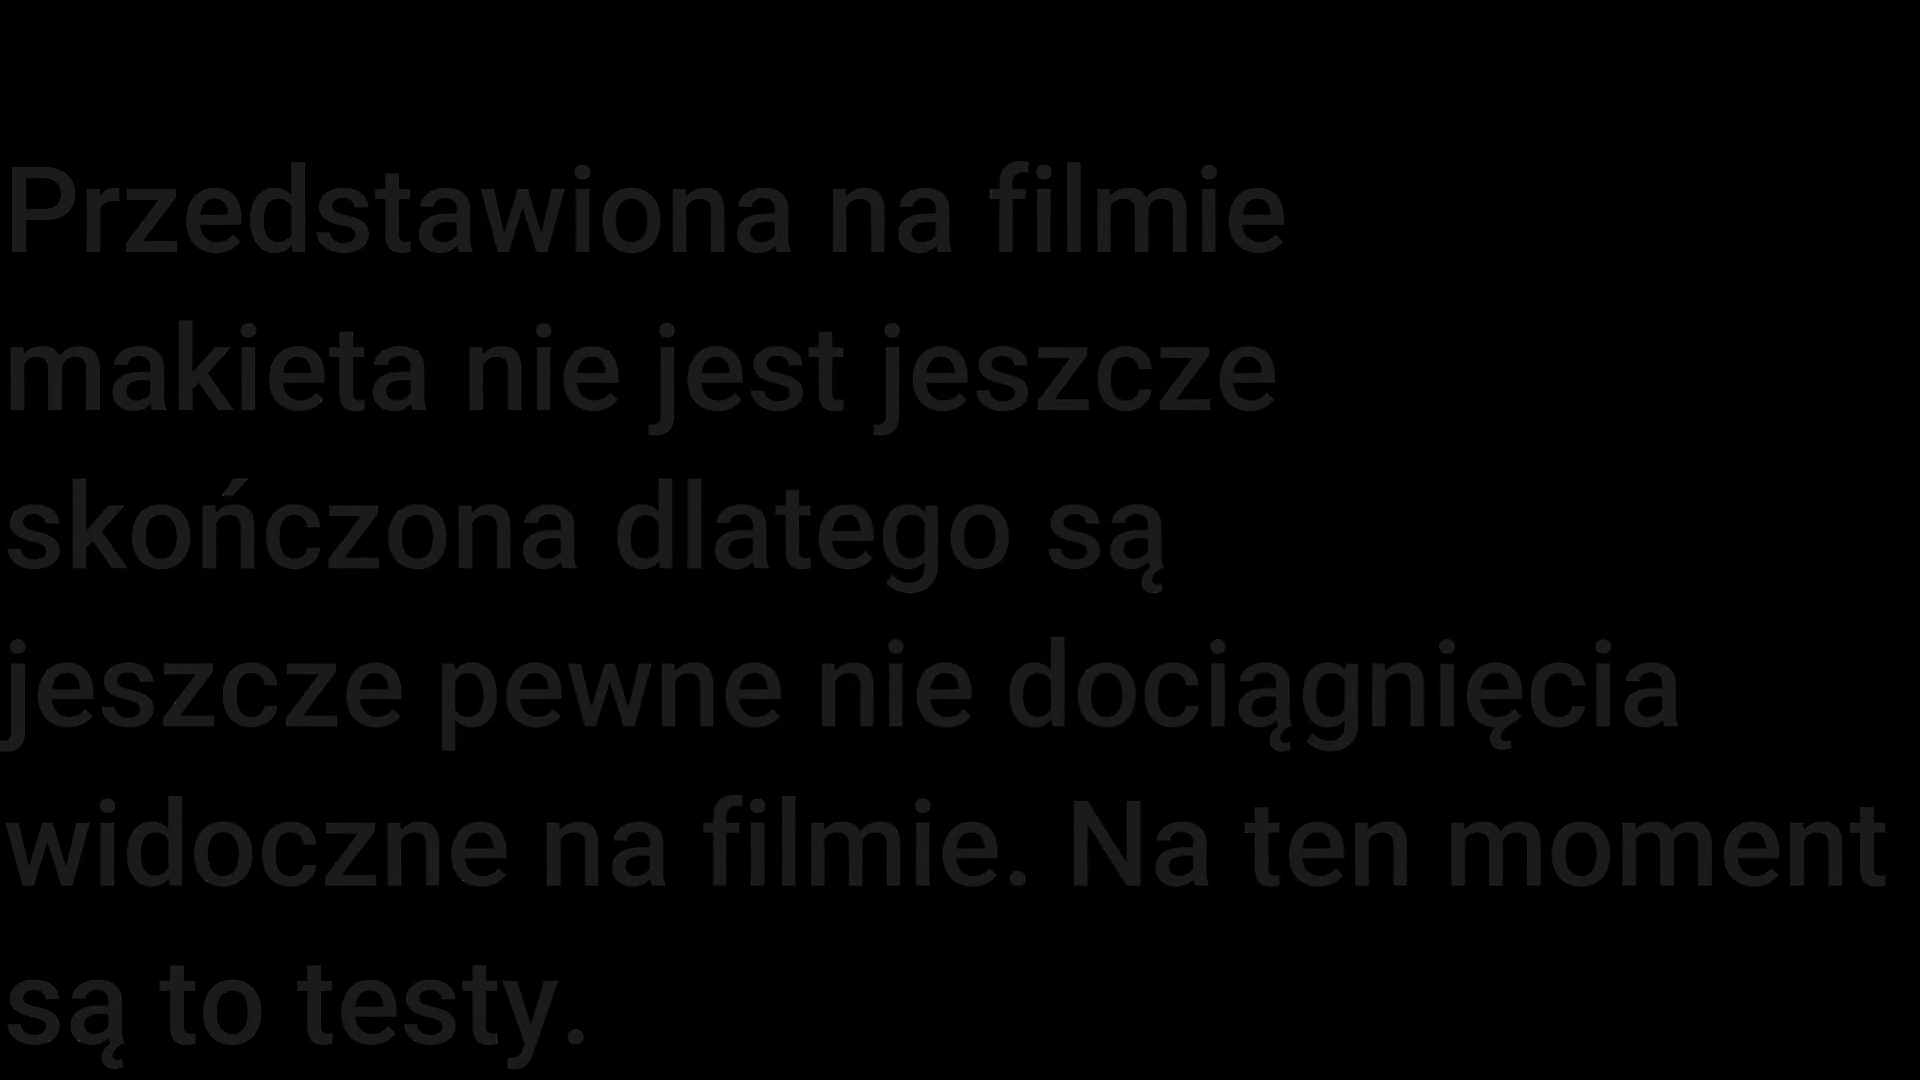 Przedstawiona na filmie
makieta nie jest jeszcze
skończona dlatego są
jeszcze pewne nie dociągnięcia
widoczne na filmie. Na ten moment
są to testy.